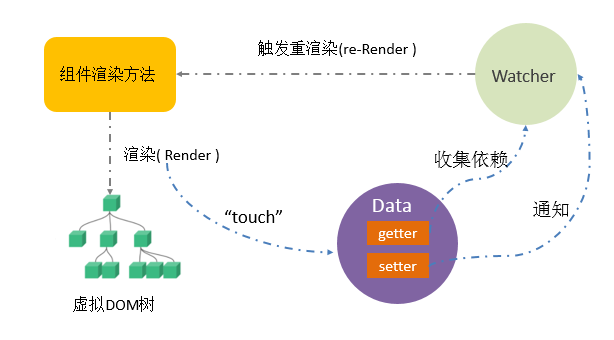 触发重渲染(re-Render )
组件渲染方法
Watcher
渲染( Render )
收集依赖
Data
“touch”
通知
getter
setter
虚拟DOM树